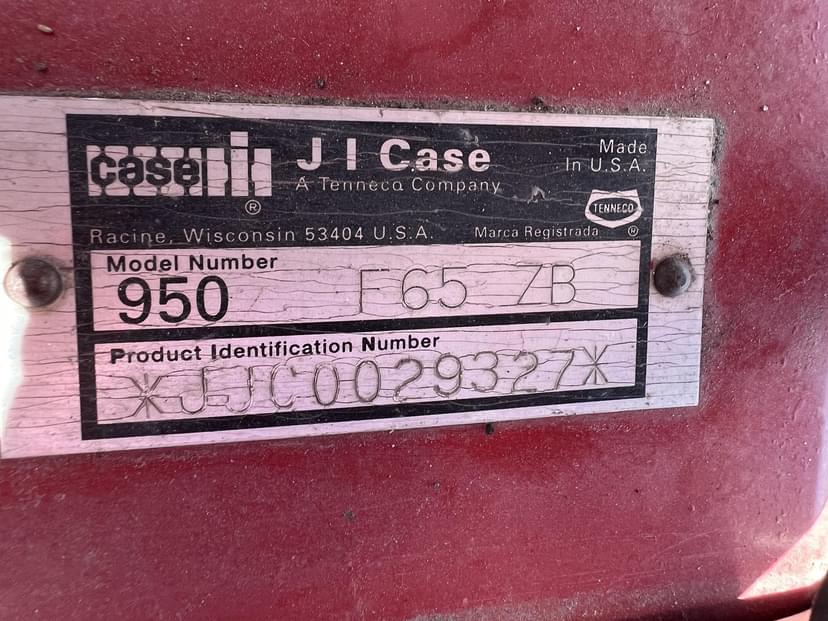 case IH
®
J I Case
A Tenneco Company
Made
In U.S.A.
TENNECO
®
Racine, Wisconsin 53404 U.S.A.
Marca Registrada
Model Number
950 F65 ZB
Product Identification Number
*JJC0029327*